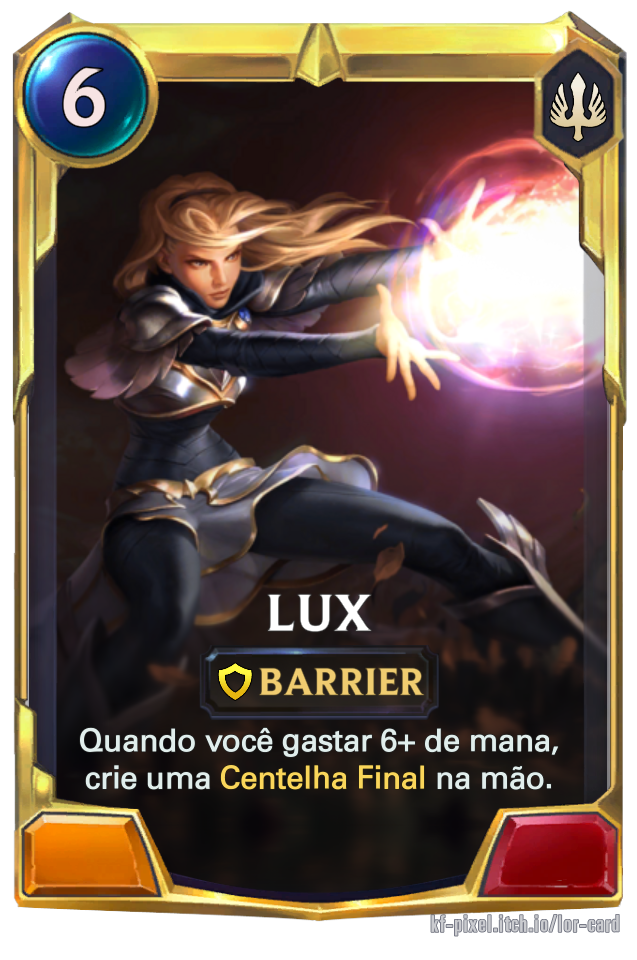 6
LUX
BARRIER
Quando você gastar 6+ de mana,
crie uma Centelha Final na mão.
kf-pixel.itch.io/lor-card